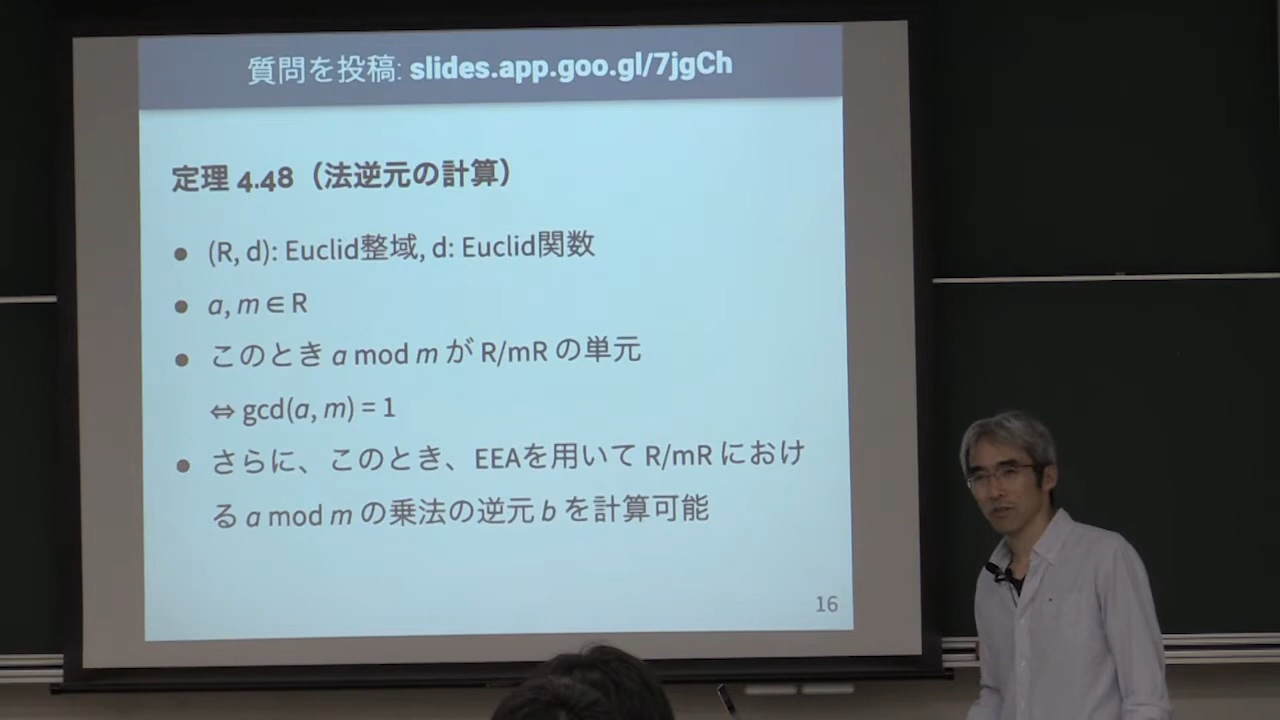 質問を投稿: slides.app.goo.gl/7jgCh
定理 4.48（法逆元の計算）
● (R, d): Euclid整域, d: Euclid関数
● a, m ∈ R
● このとき a mod m が R/mR の単元
⇔ gcd(a, m) = 1
● さらに、このとき、EEAを用いて R/mR におけ
る a mod m の乗法の逆元 b を計算可能
16